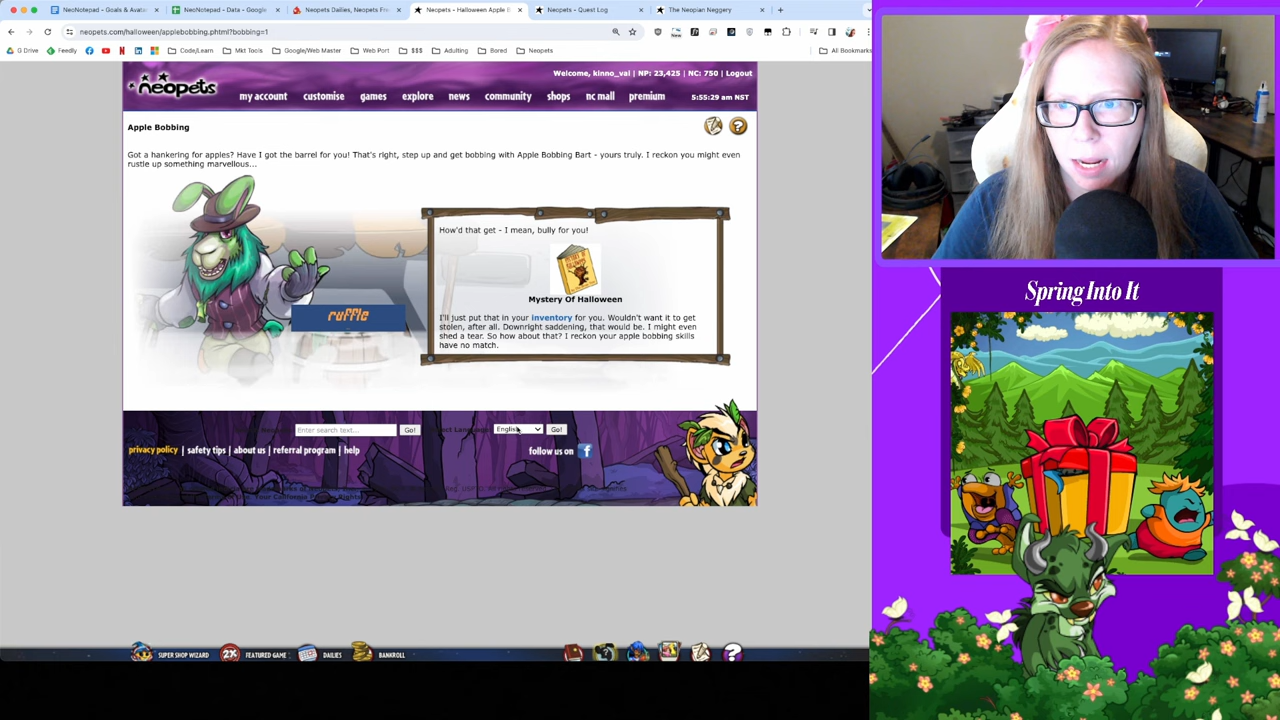 NeoNotepad - Goals & Avata
NeoNotepad - Data - Google
Neopets Dailies, Neopets Fre
Neopets - Halloween Apple B
Neopets - Quest Log
The Neopian Neggery
neopets.com/halloween/applebobbing.phtml?bobbing=1
G Drive
Feedly
Code/Learn
Mkt Tools
Google/Web Master
Web Port
$$$
Adulting
Bored
Neopets
All Bookmarks
neopets
Welcome, kinno_val | NP: 23,425 | NC: 750 | Logout
my account customise games explore news community shops nc mall premium 5:55:29 am NST
Apple Bobbing
Got a hankering for apples? Have I got the barrel for you! That's right, step up and get bobbing with Apple Bobbing Bart - yours truly. I reckon you might even
rustle up something marvellous...
How'd that get - I mean, bully for you!
Mystery Of Halloween
ruffle
I'll just put that in your inventory for you. Wouldn't want it to get
stolen, after all. Downright saddening, that would be. I might even
shed a tear. So how about that? I reckon your apple bobbing skills
have no match.
Enter search text... Go! English Go!
privacy policy | safety tips | about us | referral program | help
follow us on f
SUPER SHOP WIZARD
2X FEATURED GAME
DAILIES
BANKROLL
Spring Into It